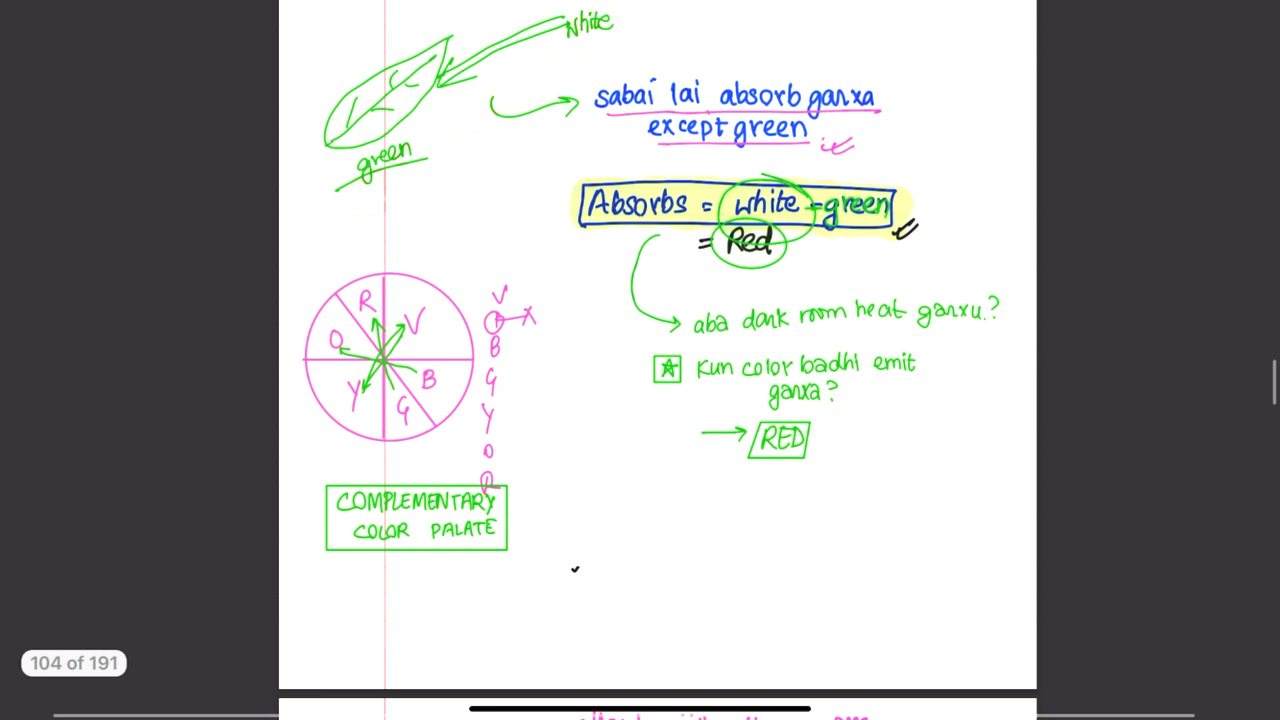 white
green
sabai lai absorb garxa
except green
Absorbs = white - green
= Red
aba dark room heat garxu.?
Kun color badhi emit
garxa?
RED
R
V
O
B
Y
G
V
B
G
Y
O
R
COMPLEMENTARY
COLOR PALATE
104 of 191